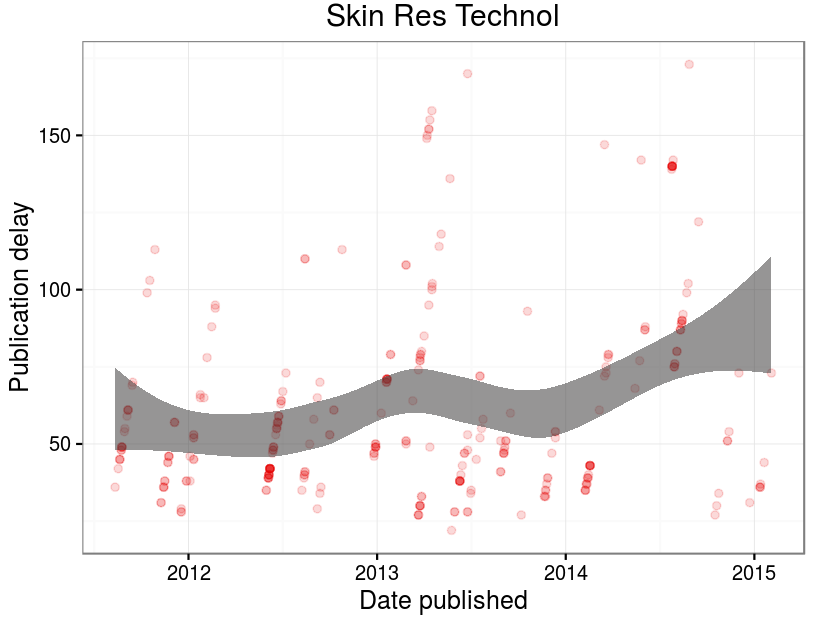 Skin Res Technol
Publication delay
150
100
50
2012 2013 2014 2015
Date published